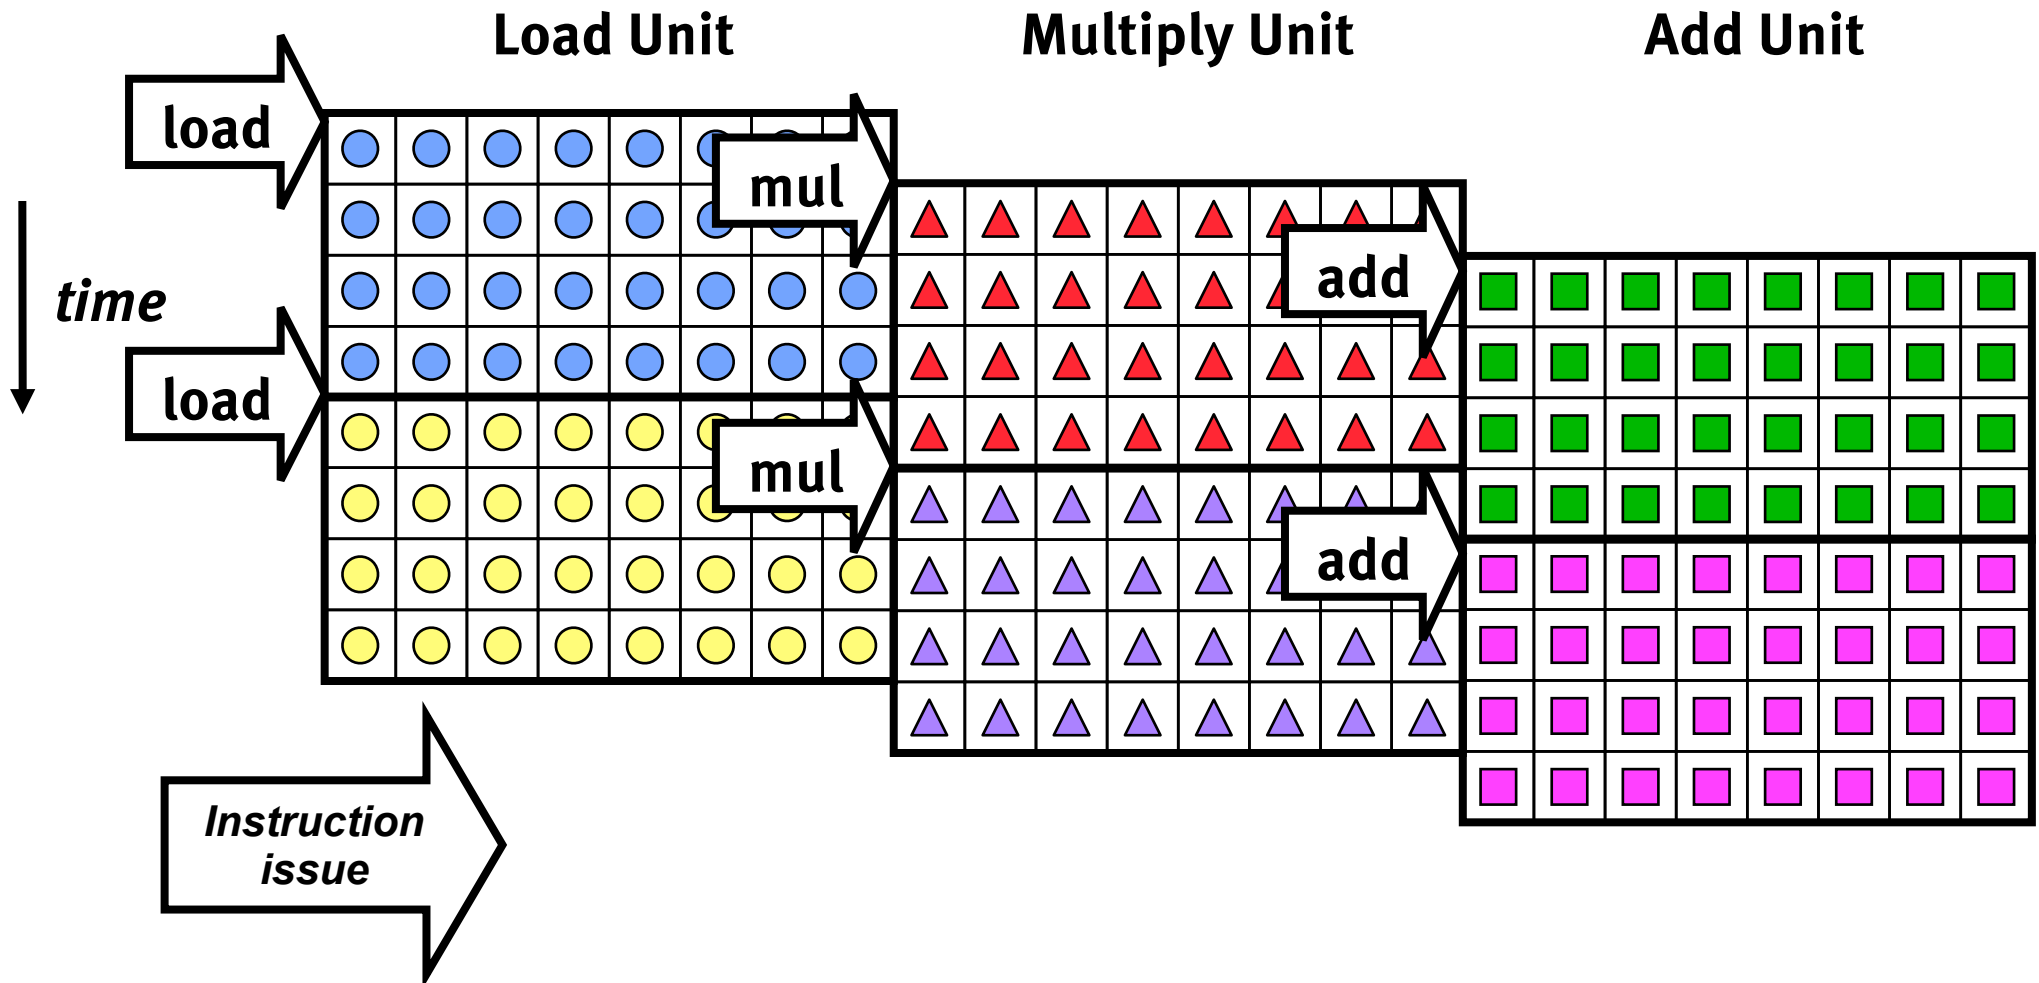 Load Unit
Multiply Unit
Add Unit
load
mul
add
time
load
mul
add
Instruction
issue